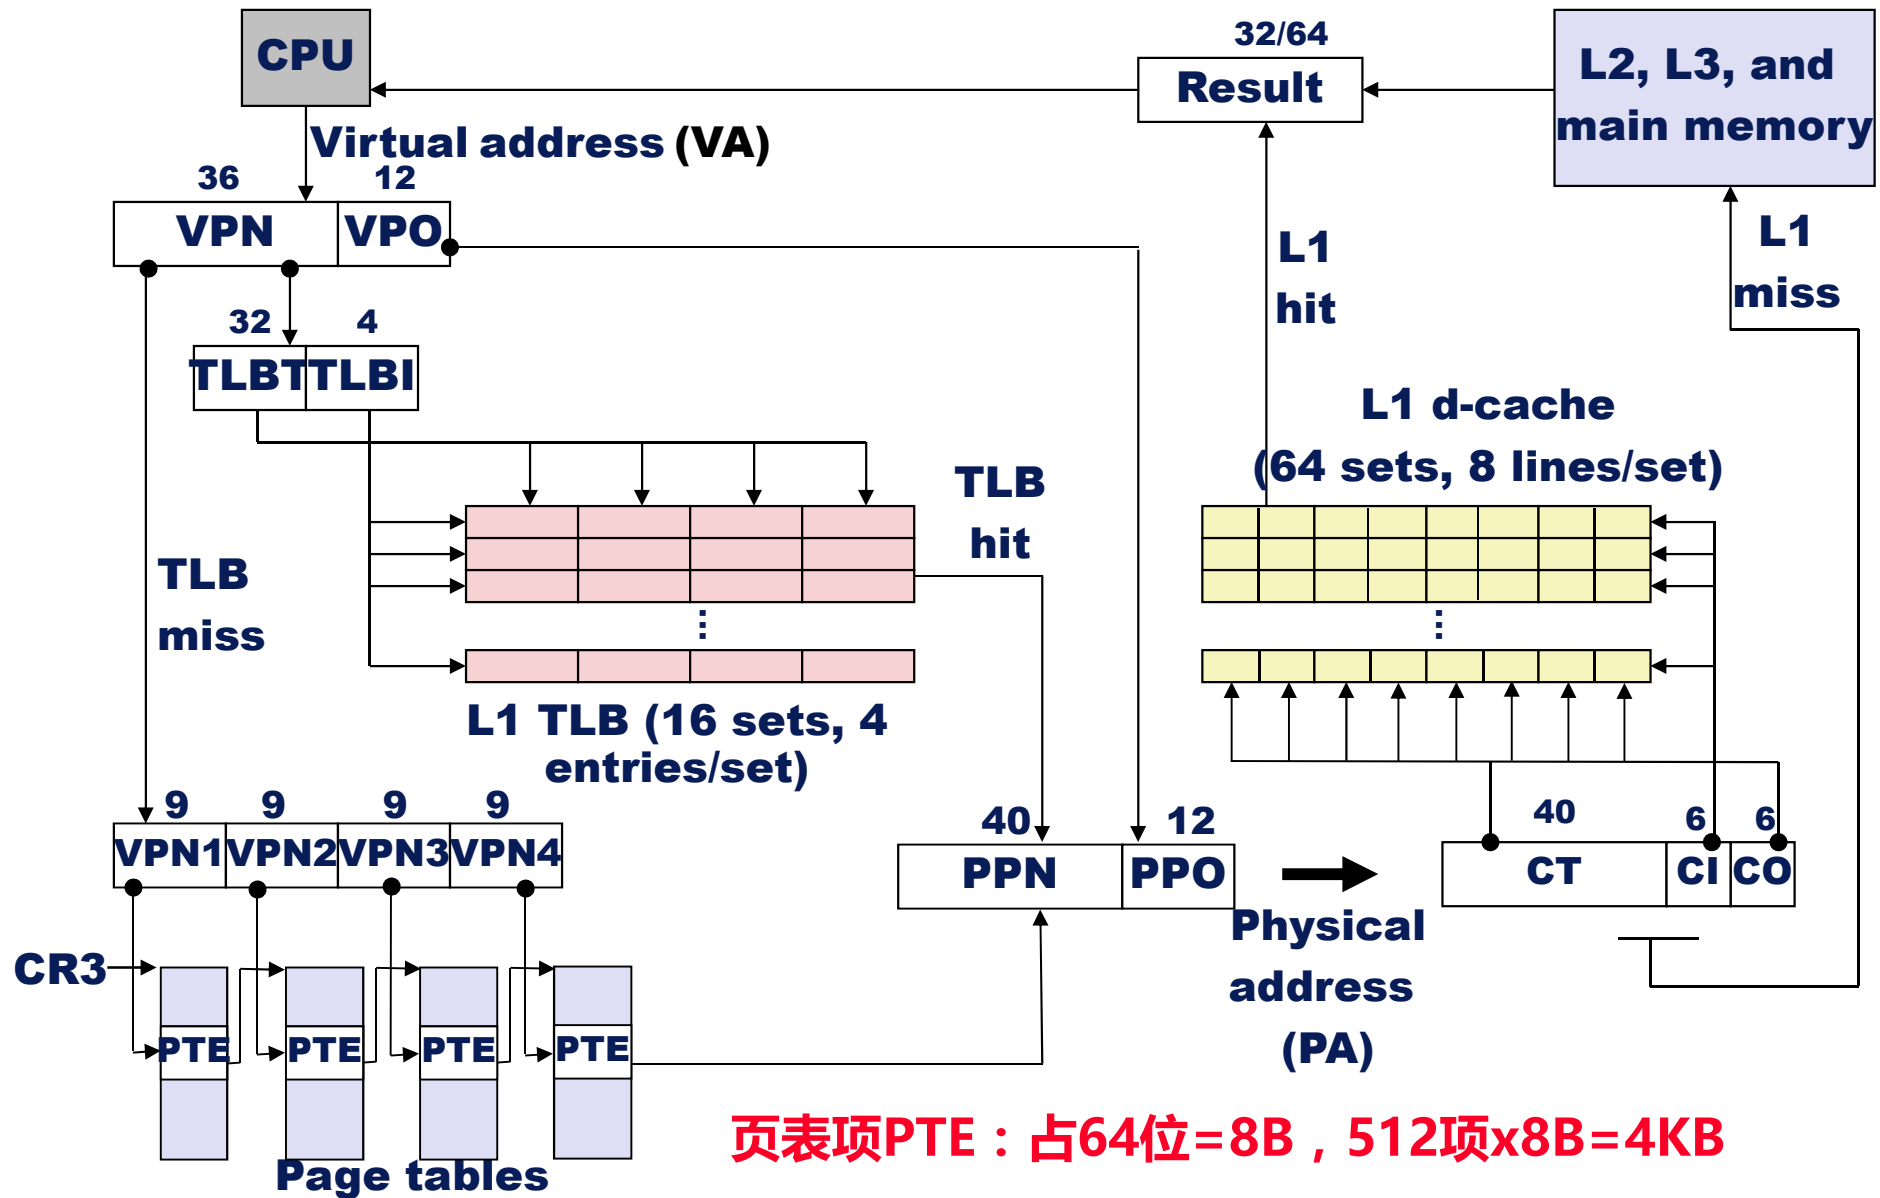 CPU
32/64
Result
L2, L3, and
main memory
Virtual address (VA)
36
12
VPN
VPO
L1
hit
L1
miss
32
4
TLBT
TLBI
L1 d-cache
(64 sets, 8 lines/set)
TLB
hit
TLB
miss
...
...
L1 TLB (16 sets, 4
entries/set)
9
9
9
9
VPN1
VPN2
VPN3
VPN4
40
12
PPN
PPO
40
6
6
CT
CI
CO
Physical
address
(PA)
CR3
PTE
PTE
PTE
PTE
Page tables
页表项PTE：占64位=8B，512项x8B=4KB